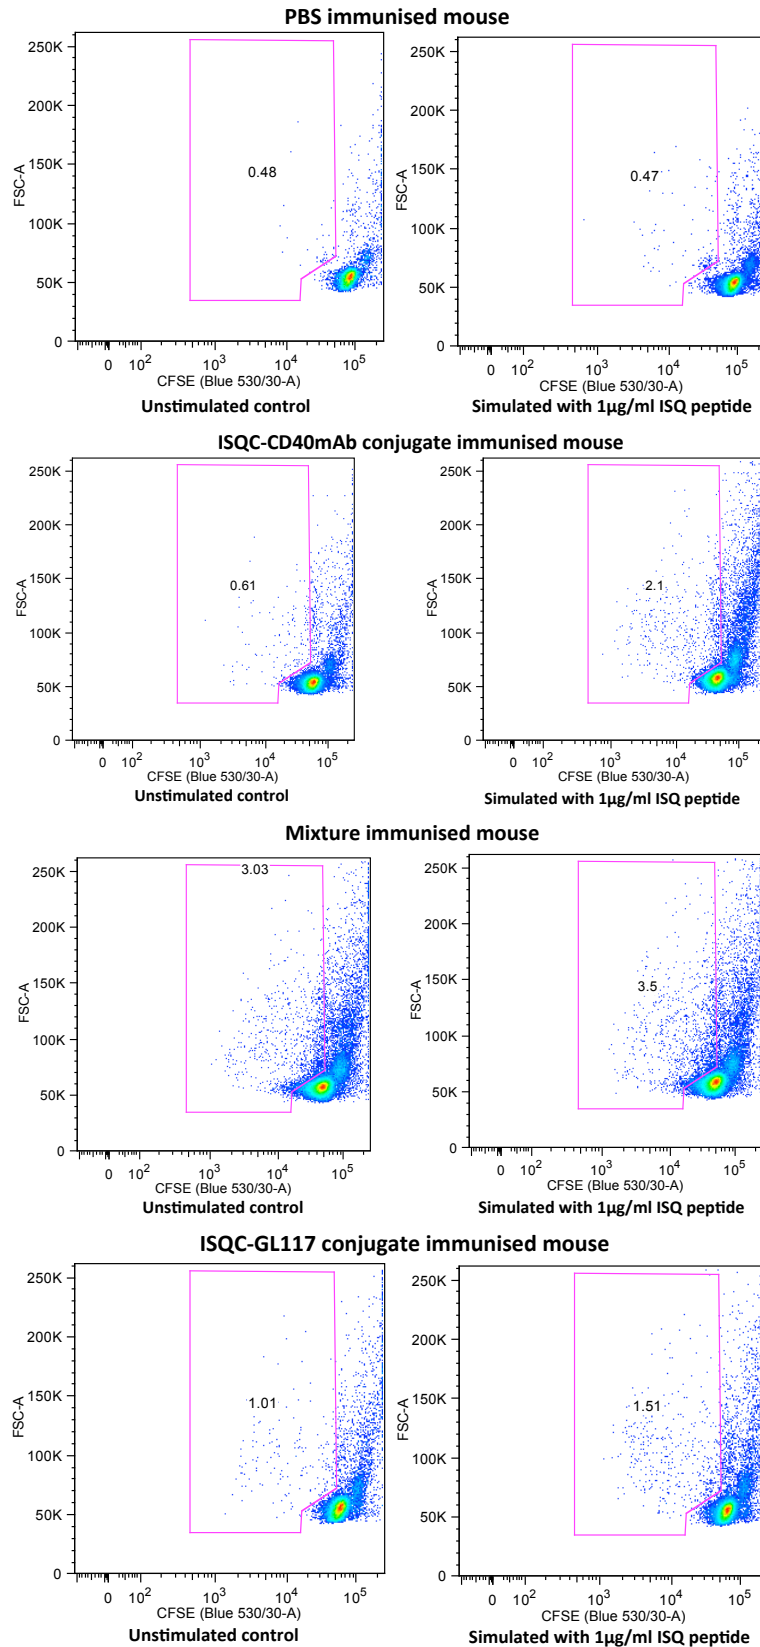 PBS immunised mouse
250K 250K
200K 200K
0.48 0.47
150K 150K
FSC-A FSC-A
100K 100K
50K 50K
0 0
0 10² 10³ 10⁴ 10⁵ 0 10² 10³ 10⁴ 10⁵
CFSE (Blue 530/30-A) CFSE (Blue 530/30-A)
Unstimulated control Simulated with 1µg/ml ISQ peptide
ISQC-CD40mAb conjugate immunised mouse
250K 250K
200K 200K
150K 150K
0.61 2.1
FSC-A FSC-A
100K 100K
50K 50K
0 0
0 10² 10³ 10⁴ 10⁵ 0 10² 10³ 10⁴ 10⁵
CFSE (Blue 530/30-A) CFSE (Blue 530/30-A)
Unstimulated control Simulated with 1µg/ml ISQ peptide
Mixture immunised mouse
3.03
250K 250K
200K 200K
150K 150K
3.5
FSC-A FSC-A
100K 100K
50K 50K
0 0
0 10² 10³ 10⁴ 10⁵ 0 10² 10³ 10⁴ 10⁵
CFSE (Blue 530/30-A) CFSE (Blue 530/30-A)
Unstimulated control Simulated with 1µg/ml ISQ peptide
ISQC-GL117 conjugate immunised mouse
250K 250K
200K 200K
150K 150K
1.01 1.51
FSC-A FSC-A
100K 100K
50K 50K
0 0
0 10² 10³ 10⁴ 10⁵ 0 10² 10³ 10⁴ 10⁵
CFSE (Blue 530/30-A) CFSE (Blue 530/30-A)
Unstimulated control Simulated with 1µg/ml ISQ peptide